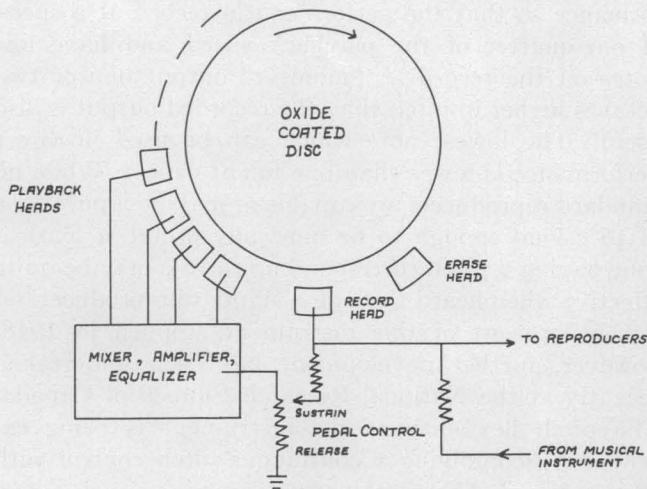 OXIDE
COATED
DISC
PLAYBACK
HEADS
ERASE
HEAD
RECORD
HEAD
TO REPRODUCERS
MIXER, AMPLIFIER,
EQUALIZER
SUSTAIN
PEDAL CONTROL
RELEASE
FROM MUSICAL
INSTRUMENT